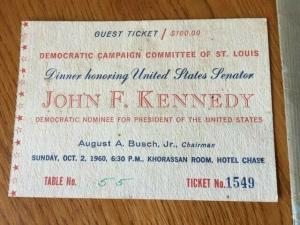 GUEST TICKET / $100.00
DEMOCRATIC CAMPAIGN COMMITTEE OF ST. LOUIS
Dinner honoring United States Senator
JOHN F. KENNEDY
DEMOCRATIC NOMINEE FOR PRESIDENT OF THE UNITED STATES
August A. Busch, Jr., Chairman
SUNDAY, OCT. 2, 1960, 6:30 P.M., KHORASSAN ROOM, HOTEL CHASE
TABLE No. 55 TICKET No. 1549